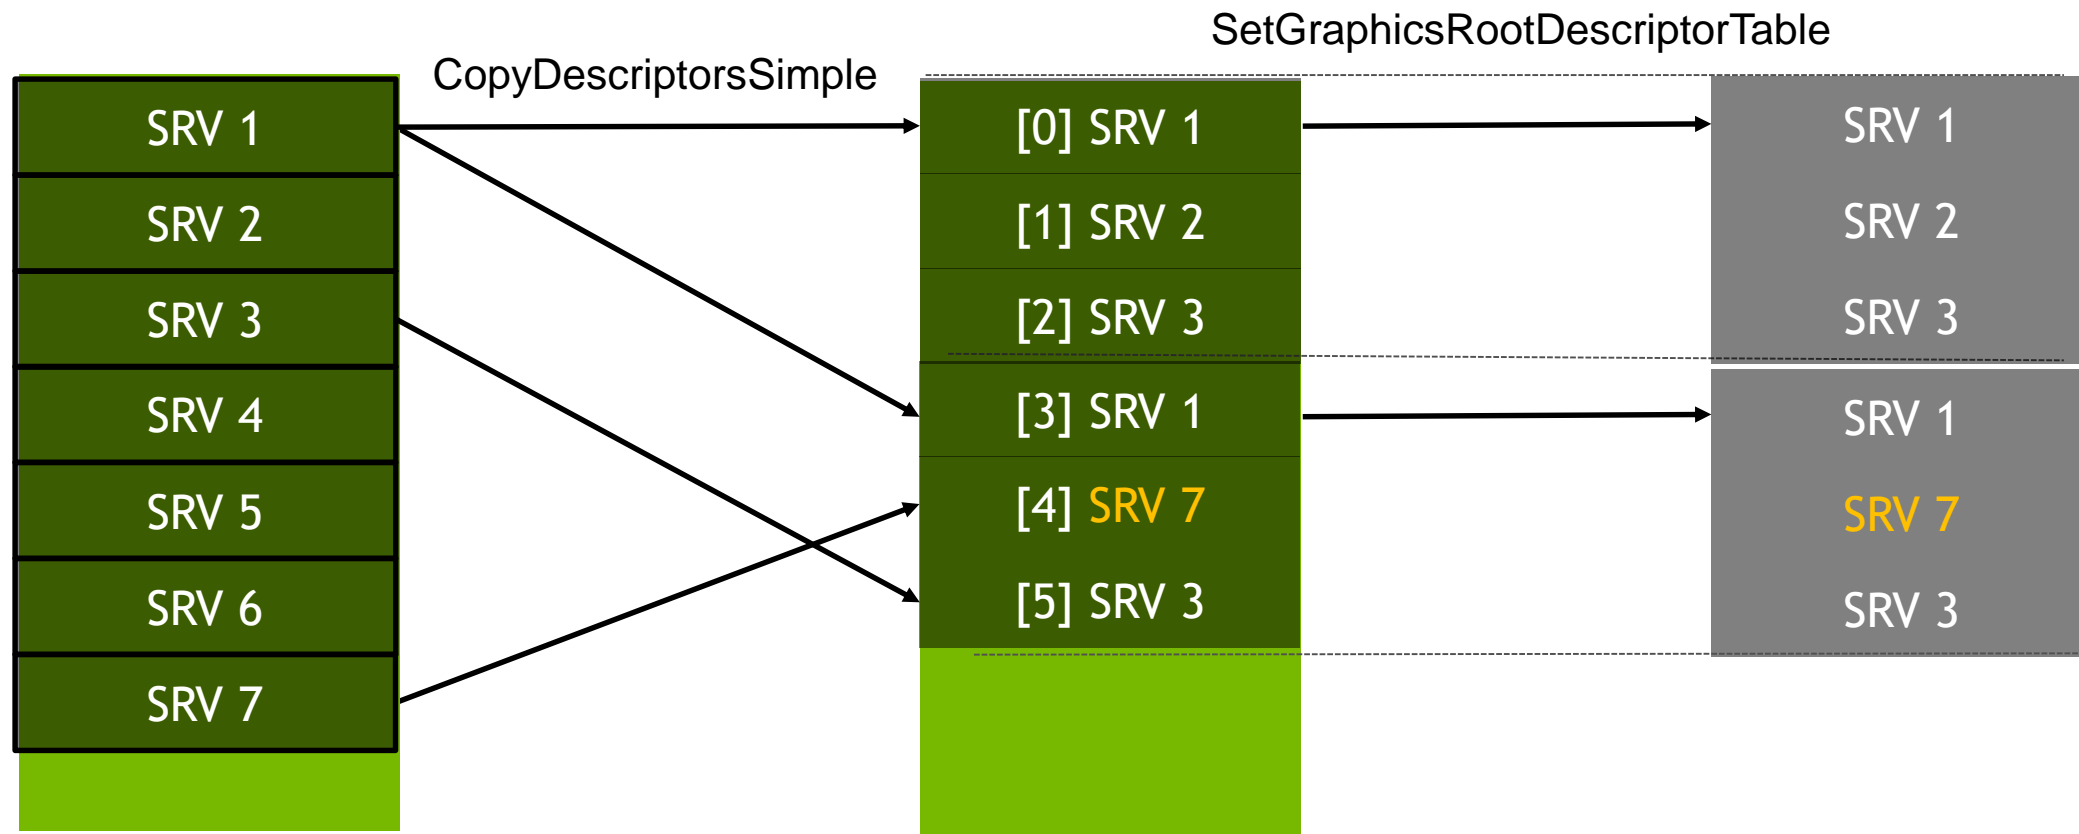 SetGraphicsRootDescriptorTable
CopyDescriptorsSimple
SRV 1
SRV 2
SRV 3
SRV 4
SRV 5
SRV 6
SRV 7
[0] SRV 1
[1] SRV 2
[2] SRV 3
[3] SRV 1
[4] SRV 7
[5] SRV 3
SRV 1
SRV 2
SRV 3
SRV 1
SRV 7
SRV 3